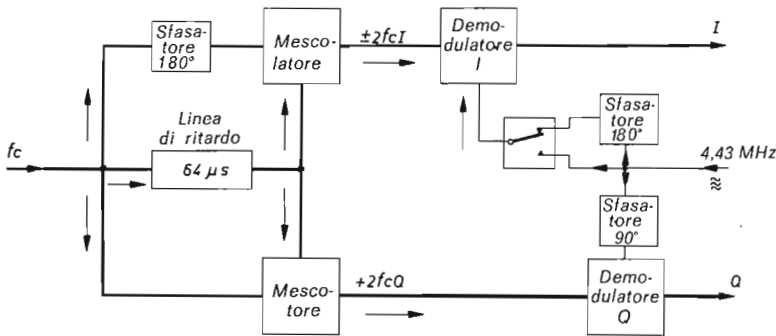 Sfasa-
tore
180°
Mesco-
latore
±2fcI
Demo-
dulatore
I
I
Linea
di ritardo
64 µs
fc
Sfasa-
tore
180°
4,43 MHz
≈
Sfasa-
tore
90°
Mesco-
tore
+2fcQ
Demo-
dulatore
Q
Q